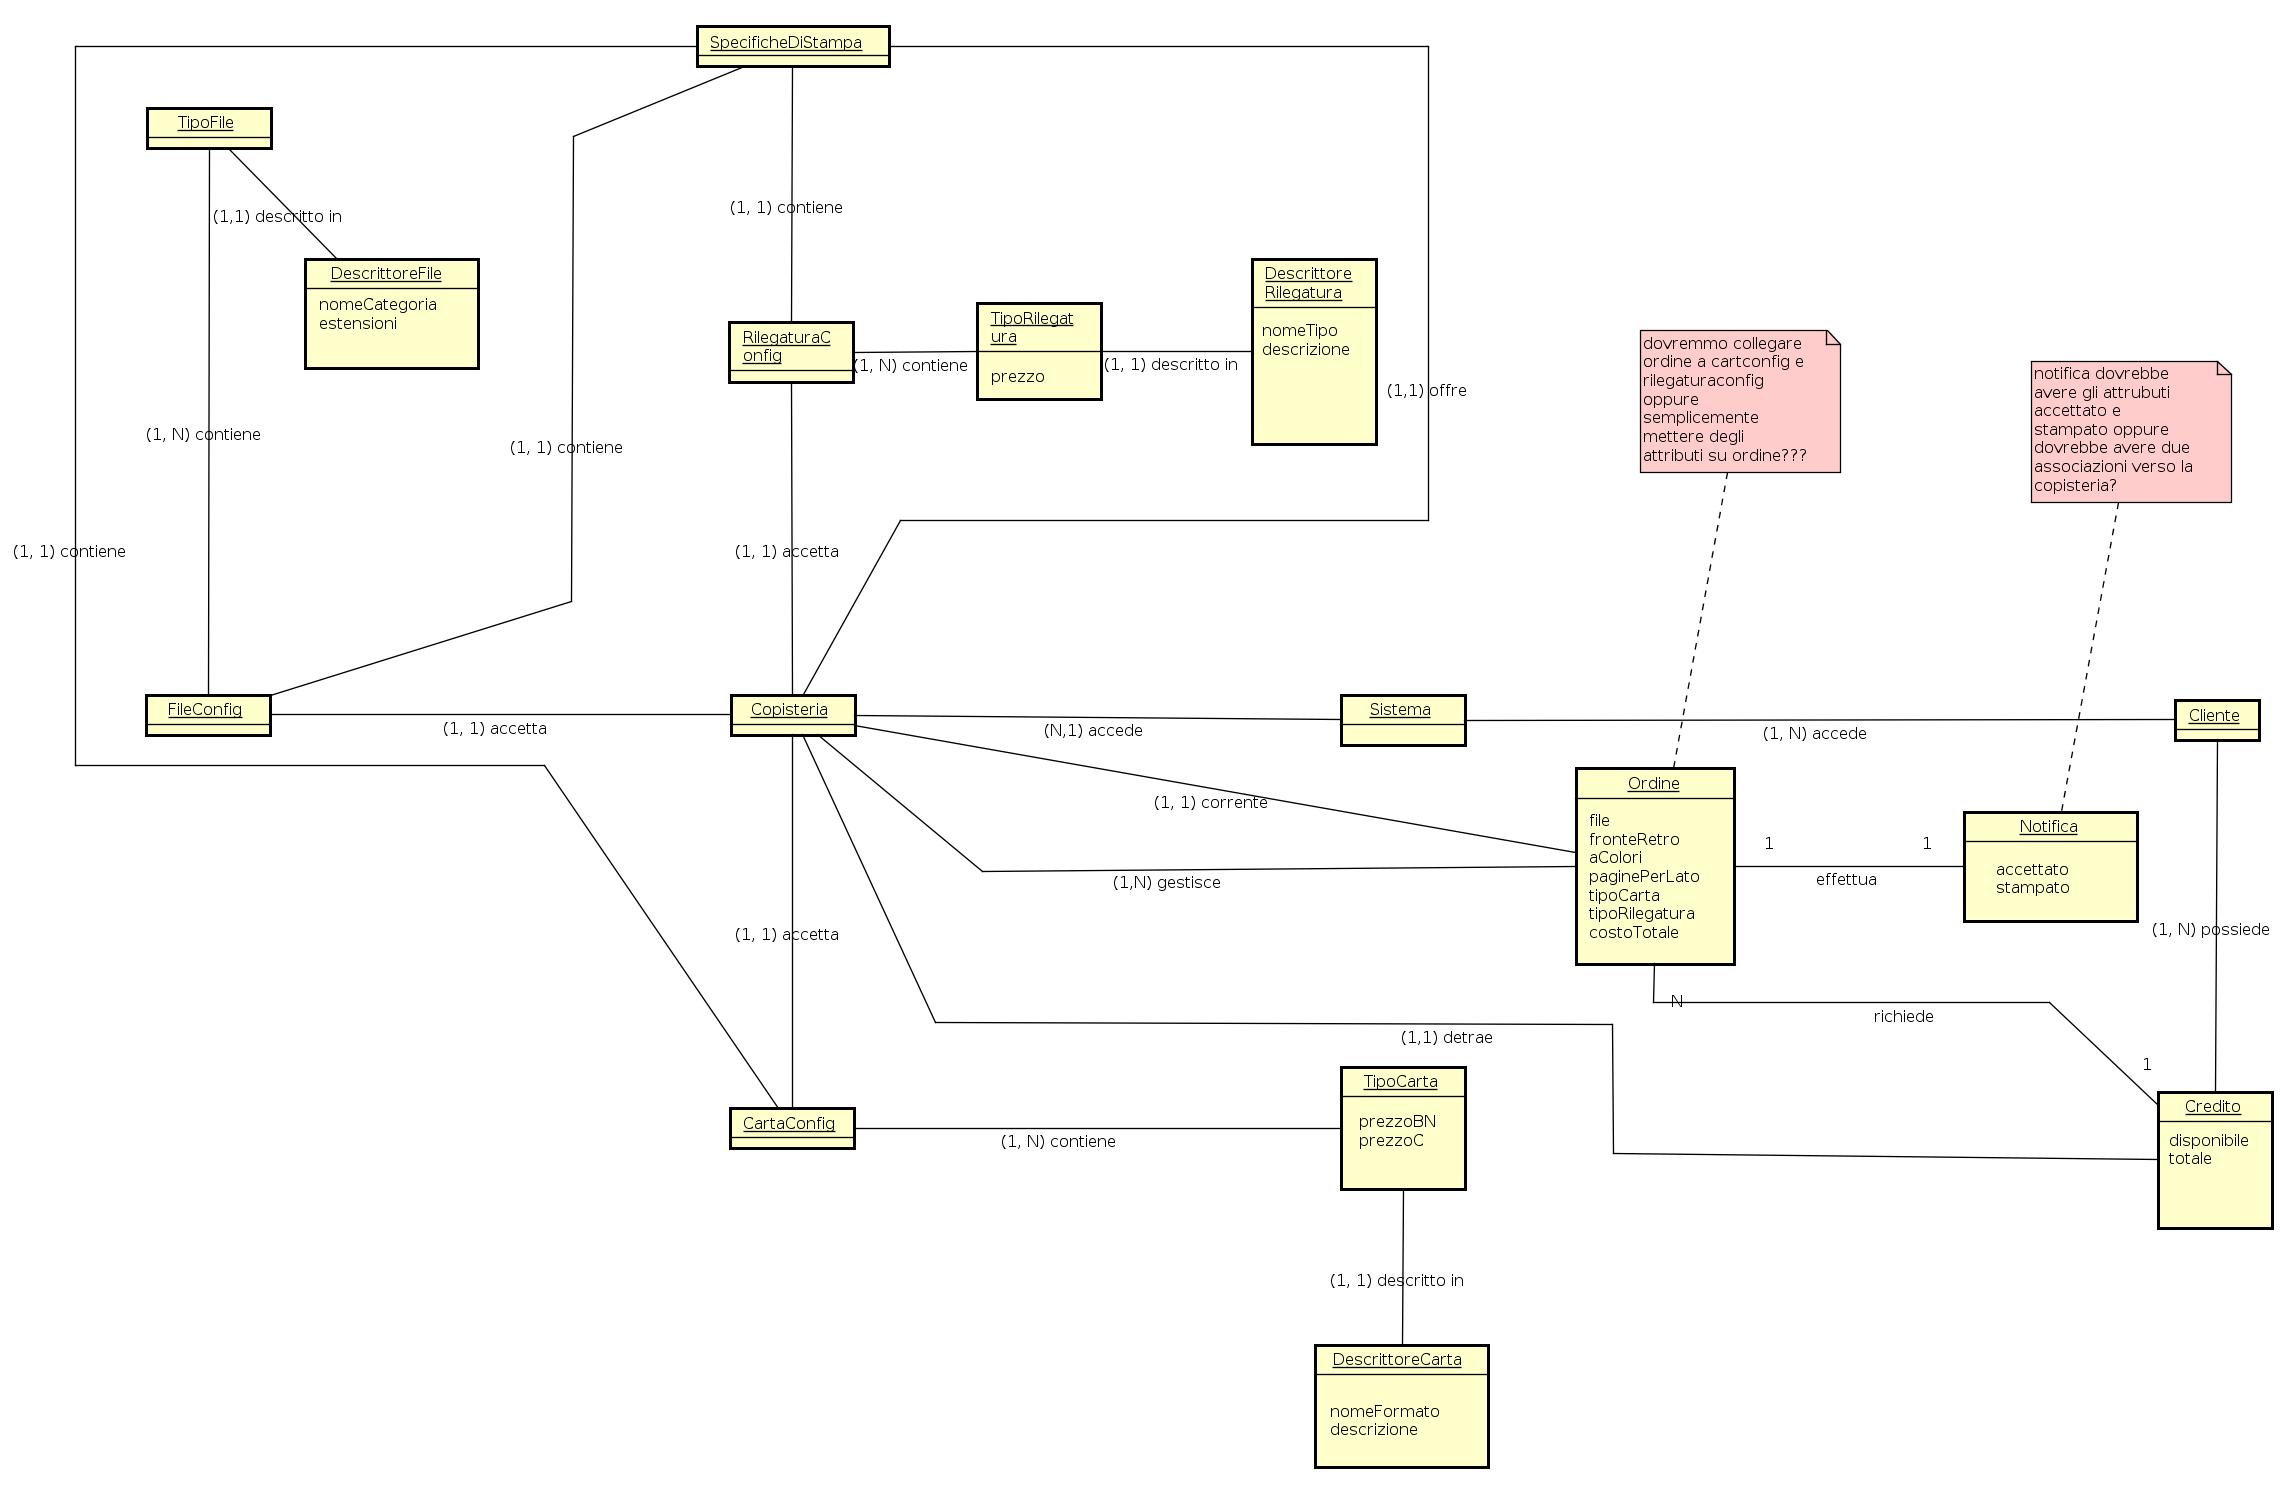 SpecificheDiStampa
TipoFile
(1,1) descritto in
(1, 1) contiene
DescrittoreFile
nomeCategoria
estensioni
Descrittore
Rilegatura
nomeTipo
descrizione
TipoRilegat
ura
prezzo
RilegaturaC
onfig
(1, N) contiene
(1, 1) descritto in
(1,1) offre
dovremmo collegare
ordine a cartconfig e
rilegaturaconfig
oppure
semplicemente
mettere degli
attributi su ordine???
notifica dovrebbe
avere gli attrubuti
accettato e
stampato oppure
dovrebbe avere due
associazioni verso la
copisteria?
(1, N) contiene
(1, 1) contiene
(1, 1) contiene
(1, 1) accetta
FileConfig
(1, 1) accetta
Copisteria
(N,1) accede
Sistema
(1, N) accede
Cliente
(1, 1) corrente
(1,N) gestisce
Ordine
file
fronteRetro
aColori
paginePerLato
tipoCarta
tipoRilegatura
costoTotale
1
1
effettua
Notifica
accettato
stampato
(1, N) possiede
(1, 1) accetta
N
richiede
1
(1,1) detrae
CartaConfig
(1, N) contiene
TipoCarta
prezzoBN
prezzoC
Credito
disponibile
totale
(1, 1) descritto in
DescrittoreCarta
nomeFormato
descrizione